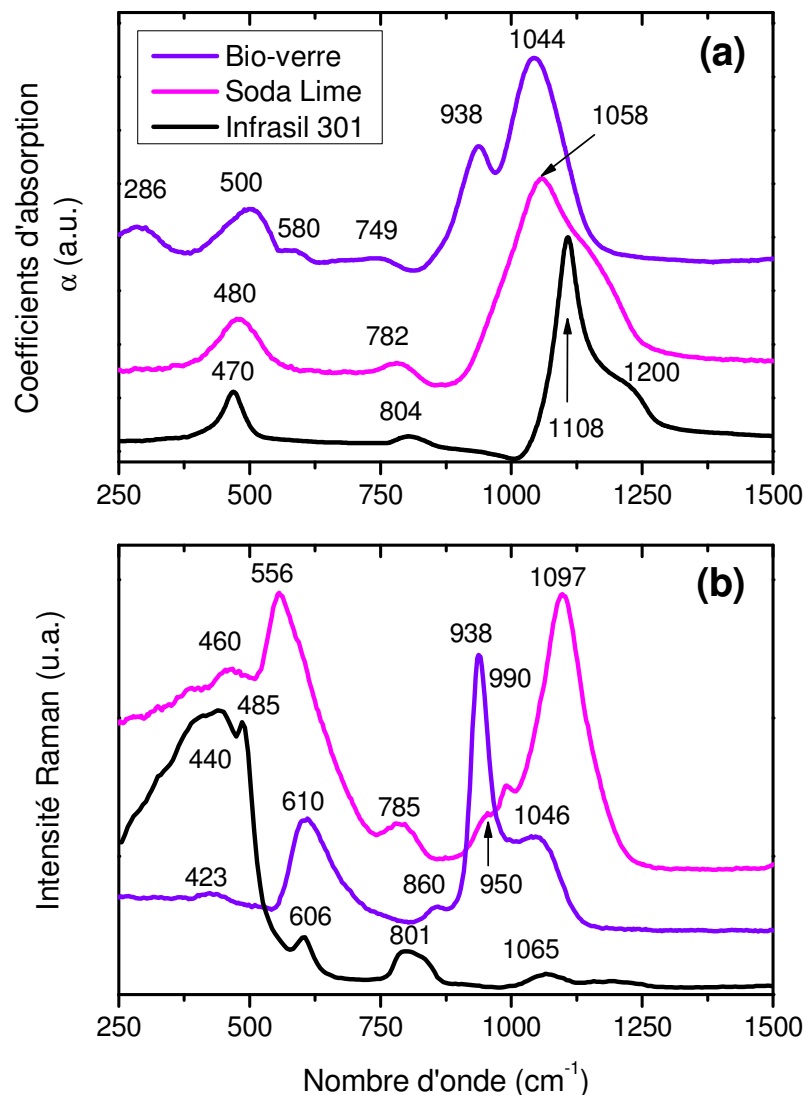 (a)
Bio-verre
Soda Lime
Infrasil 301
1044
1058
938
286
500
580
749
480
782
470
804
1108
1200
Coefficients d'absorption
α (a.u.)
250 500 750 1000 1250 1500
(b)
556
1097
460
938
990
485
440
610
785
1046
423
860
950
606
801
1065
Intensité Raman (u.a.)
250 500 750 1000 1250 1500
Nombre d'onde (cm⁻¹)